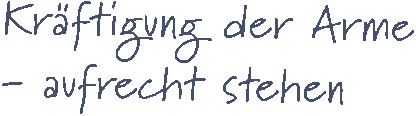 Kräftigung der Arme
– aufrecht stehen